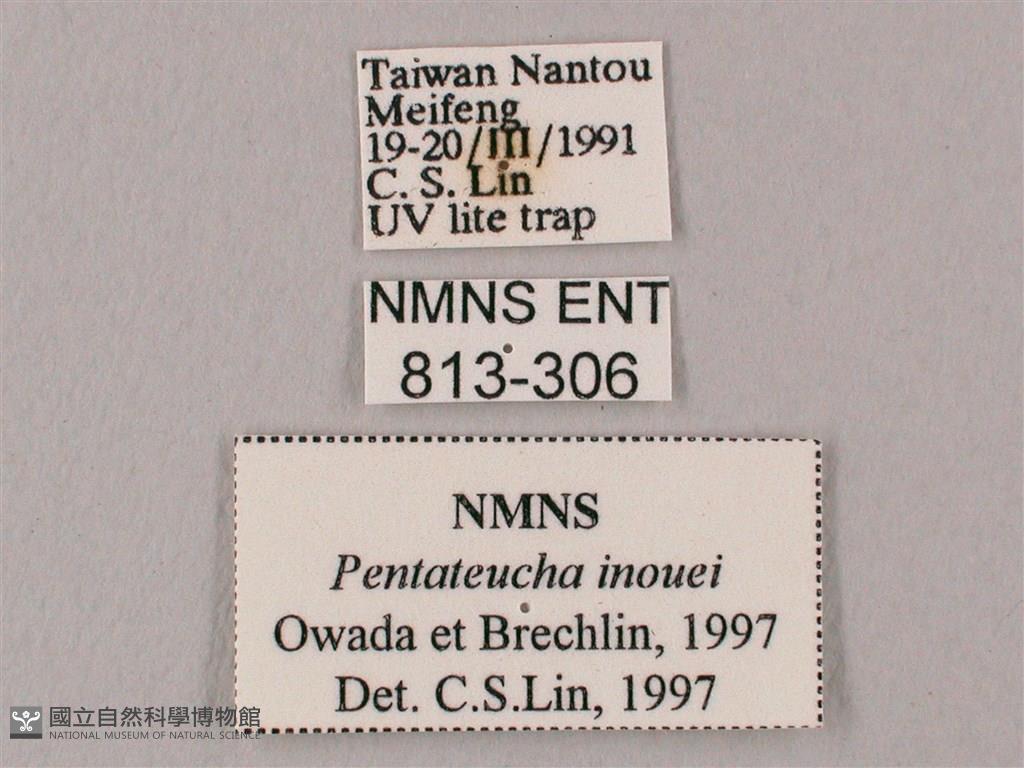 Taiwan Nantou
Meifeng
19-20/III/1991
C. S. Lin
UV lite trap
NMNS ENT
813-306
NMNS
Pentateucha inouei
Owada et Brechlin, 1997
Det. C.S.Lin, 1997
國立自然科學博物館
NATIONAL MUSEUM OF NATURAL SCIENCE